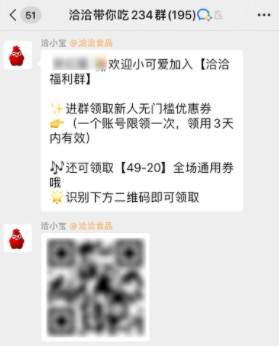 51
洽洽带你吃234群(195)
洽小宝 @洽洽食品
欢迎小可爱加入【洽洽
福利群】
✨进群领取新人无门槛优惠券
👉（一个账号限领一次，领用3天
内有效）
🎶还可领取【49-20】全场通用券
哦
🌟识别下方二维码即可领取
洽小宝 @洽洽食品